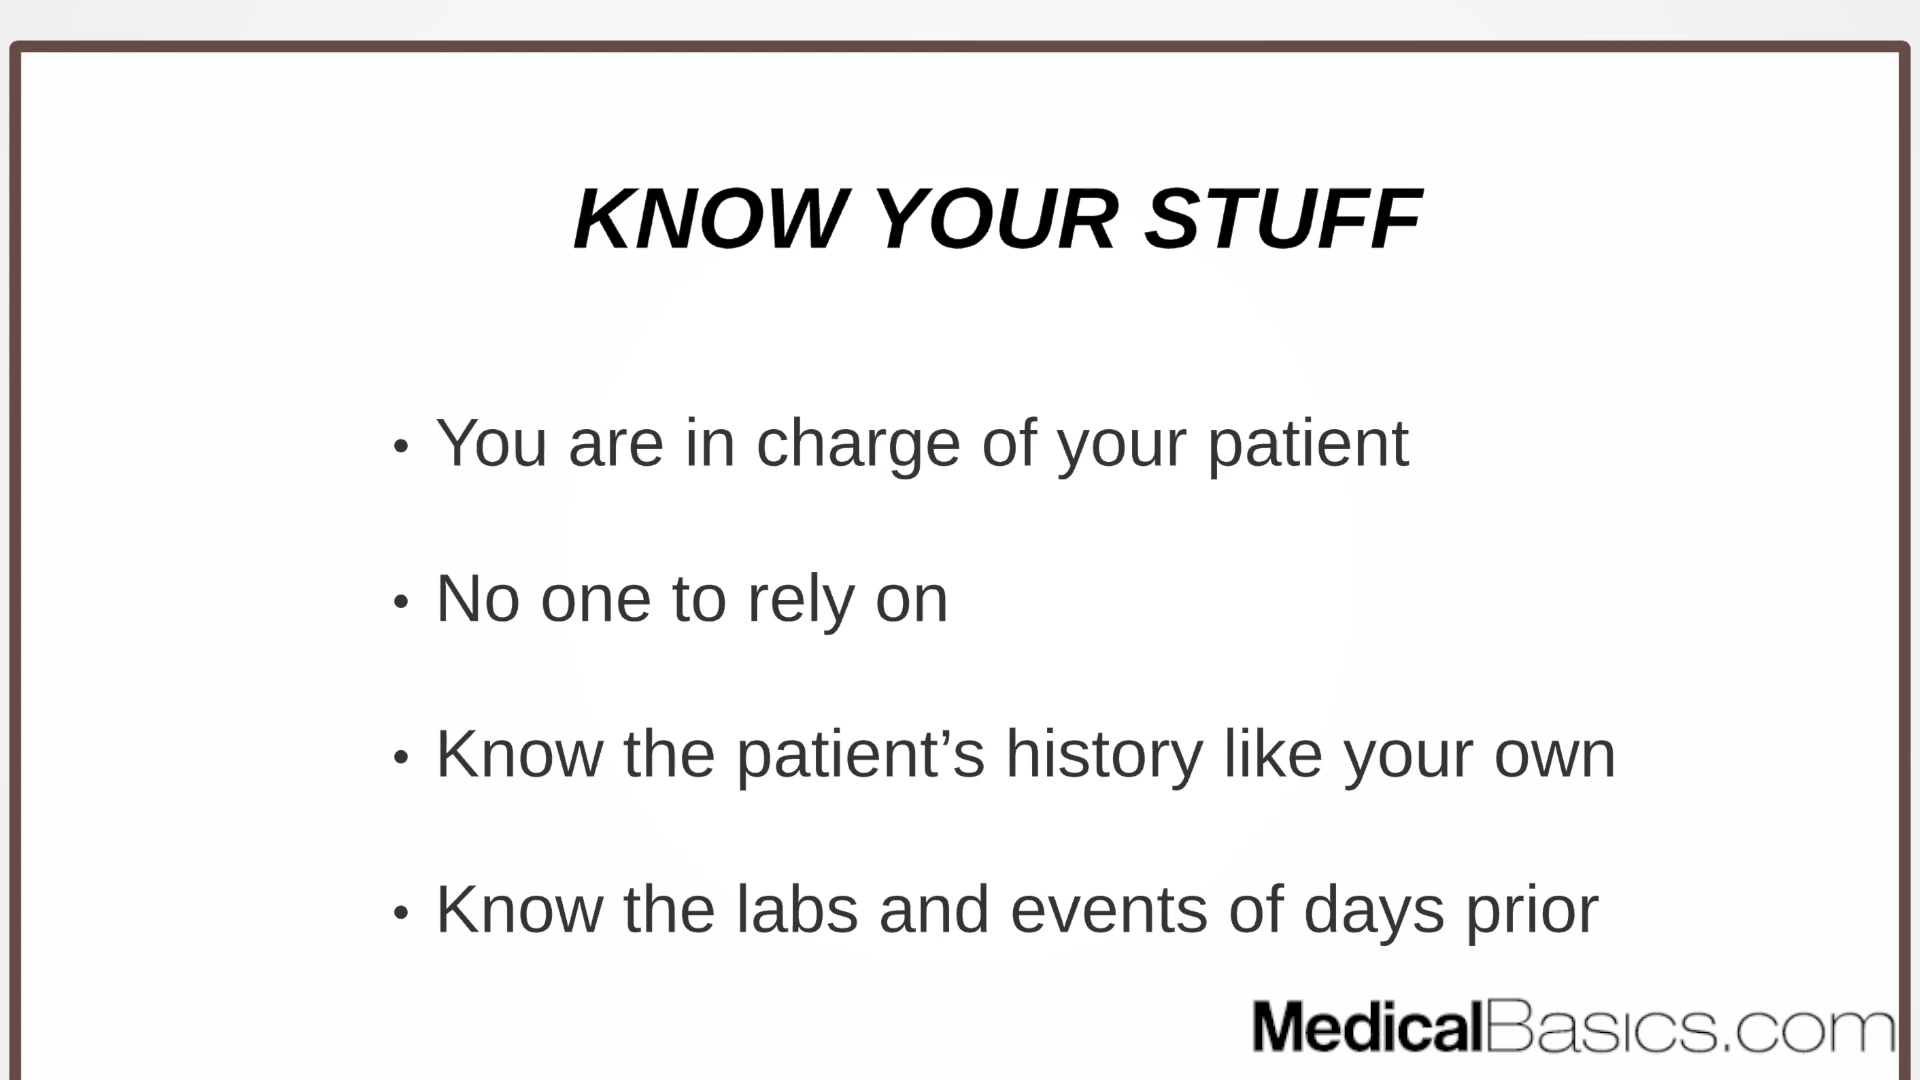 KNOW YOUR STUFF
• You are in charge of your patient
• No one to rely on
• Know the patient’s history like your own
• Know the labs and events of days prior
MedicalBasics.com